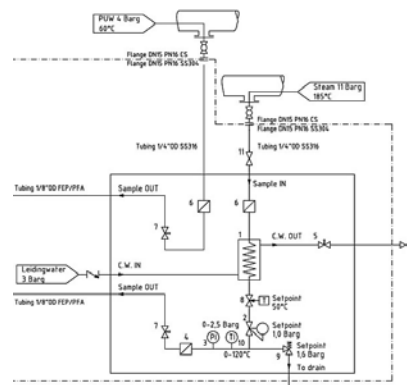 PUW 4 Barg
60°C
Flange DN15 PN16 CS
Flange DN15 PN16 SS304
Steam 11 Barg
185°C
Flange DN15 PN16 CS
Flange DN15 PN16 SS304
Tubing 1/4"OD SS316
11
Tubing 1/4"OD SS316
Tubing 1/8"OD FEP/PFA
Sample OUT
Sample IN
6
6
7
1
C.W. OUT
5
Leidingwater
3 Barg
C.W. IN
Tubing 1/8"OD FEP/PFA
Sample OUT
8
T
Setpoint
50°C
7
0-2,5 Barg
2
Setpoint
1,0 Barg
4
3
PI
TI
10
0-120°C
9
Setpoint
1,6 Barg
To drain